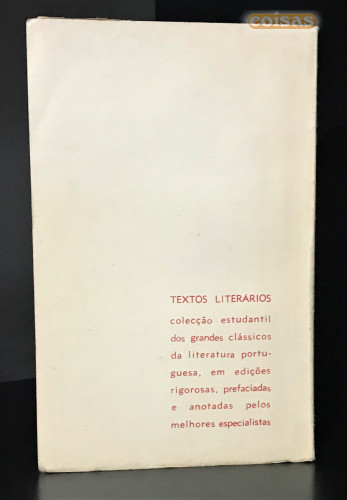 coisas
TEXTOS LITERÁRIOS
colecção estudantil
dos grandes clássicos
da literatura portu-
guesa, em edições
rigorosas, prefaciadas
e anotadas pelos
melhores especialistas